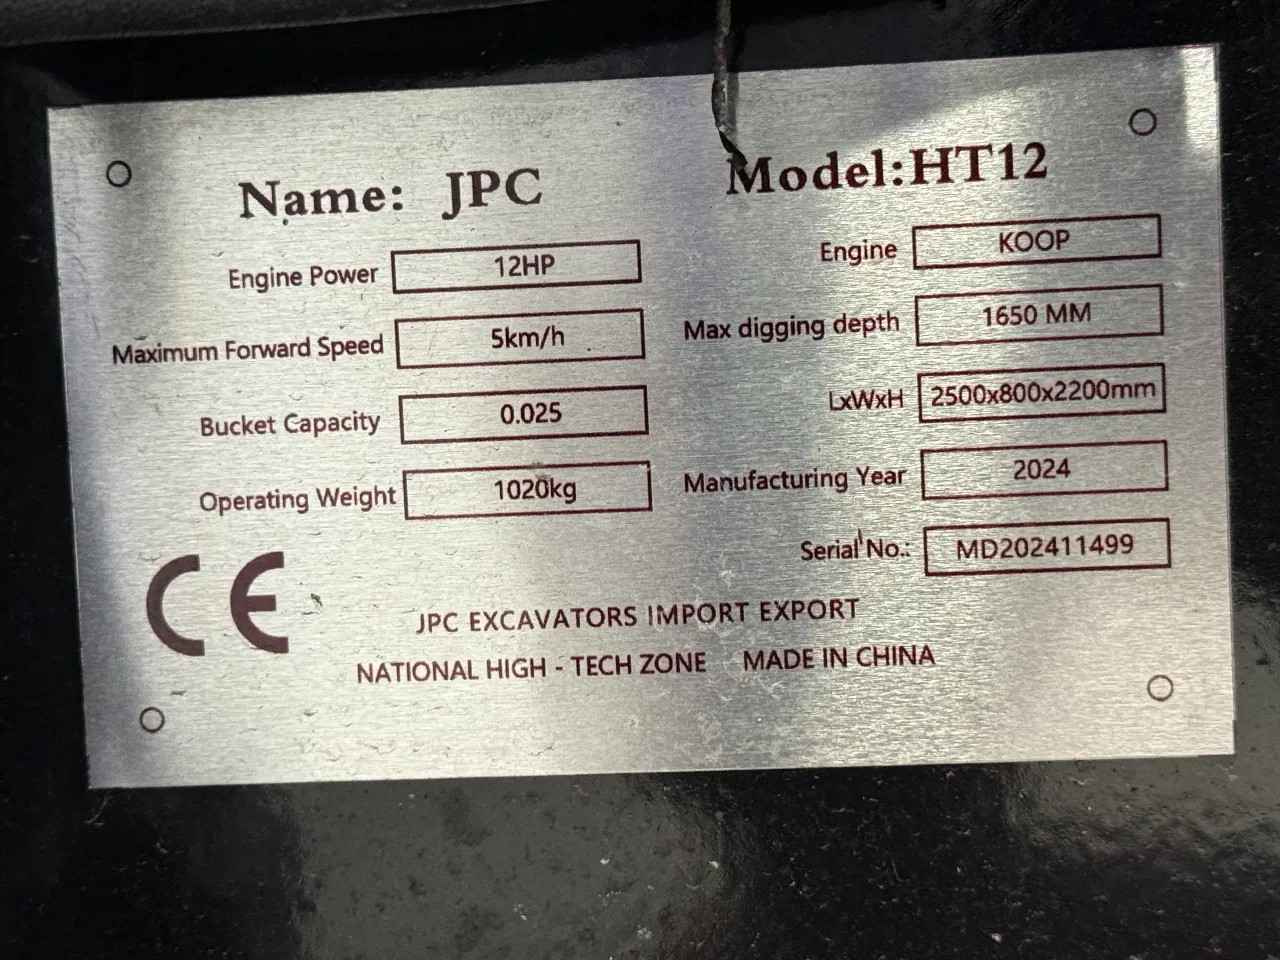 Name: JPC Model:HT12
Engine Power 12HP Engine KOOP
Maximum Forward Speed 5km/h Max digging depth 1650 MM
Bucket Capacity 0.025 LxWxH 2500x800x2200mm
Operating Weight 1020kg Manufacturing Year 2024
Serial No.: MD202411499
CE
JPC EXCAVATORS IMPORT EXPORT
NATIONAL HIGH - TECH ZONE MADE IN CHINA